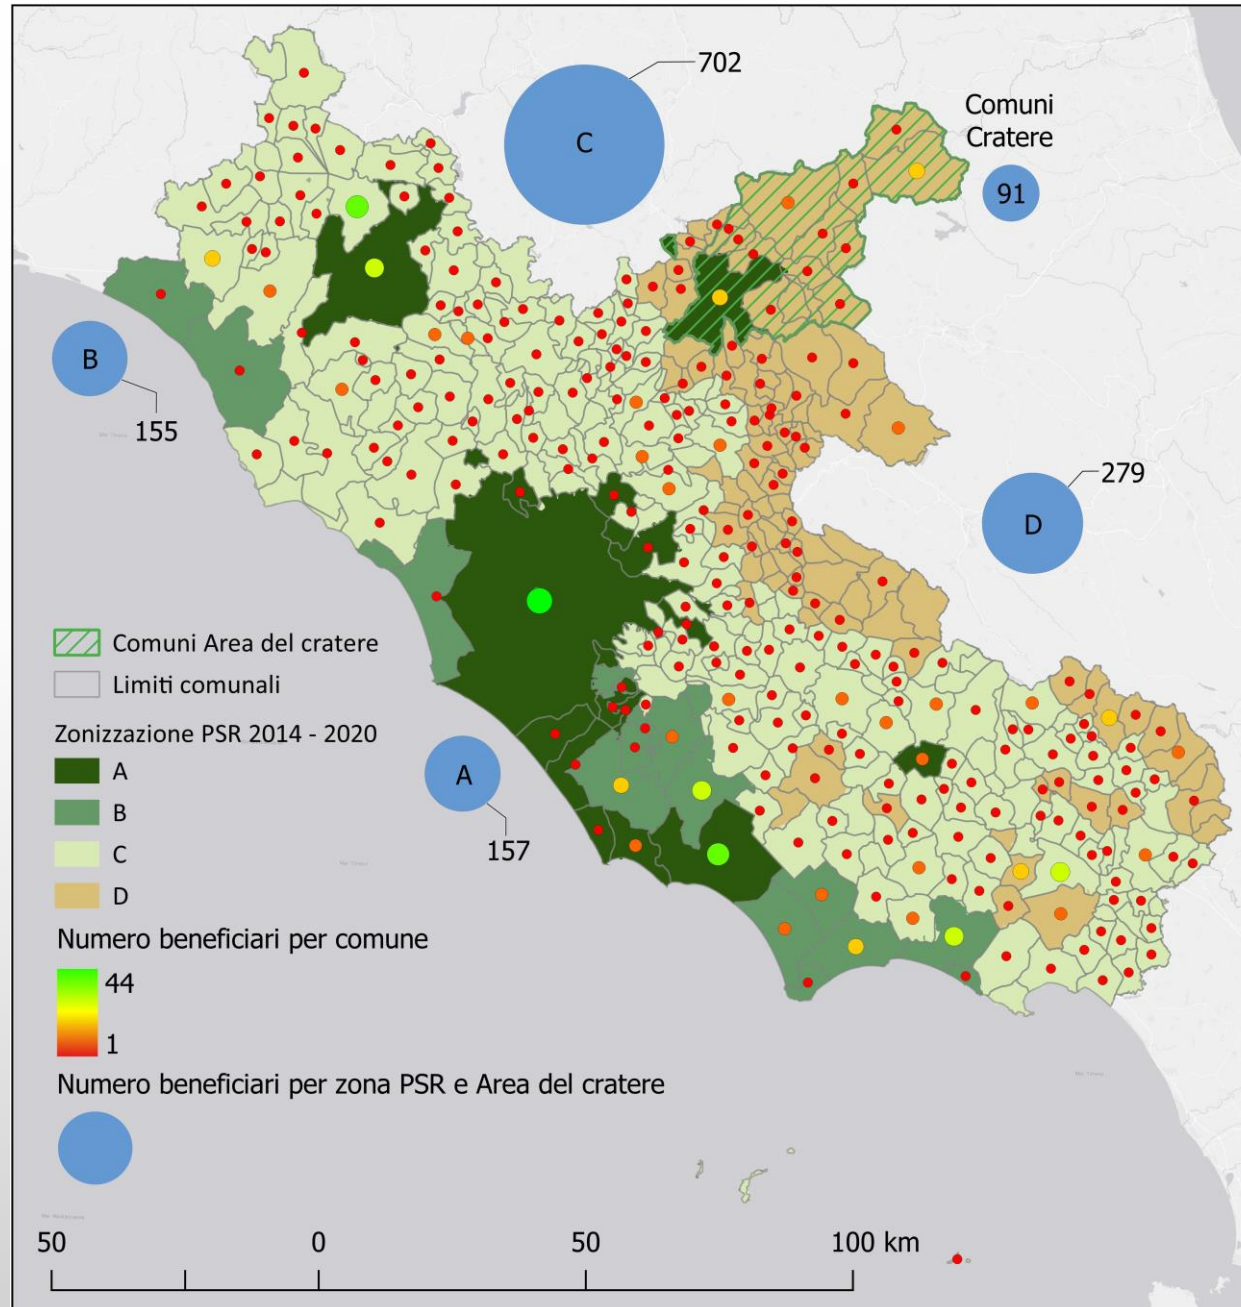 702
C
Comuni
Cratere
91
B
155
279
D
Comuni Area del cratere
Limiti comunali
Zonizzazione PSR 2014 - 2020
A
B
C
D
A
157
Numero beneficiari per comune
44
1
Numero beneficiari per zona PSR e Area del cratere
50 0 50 100 km